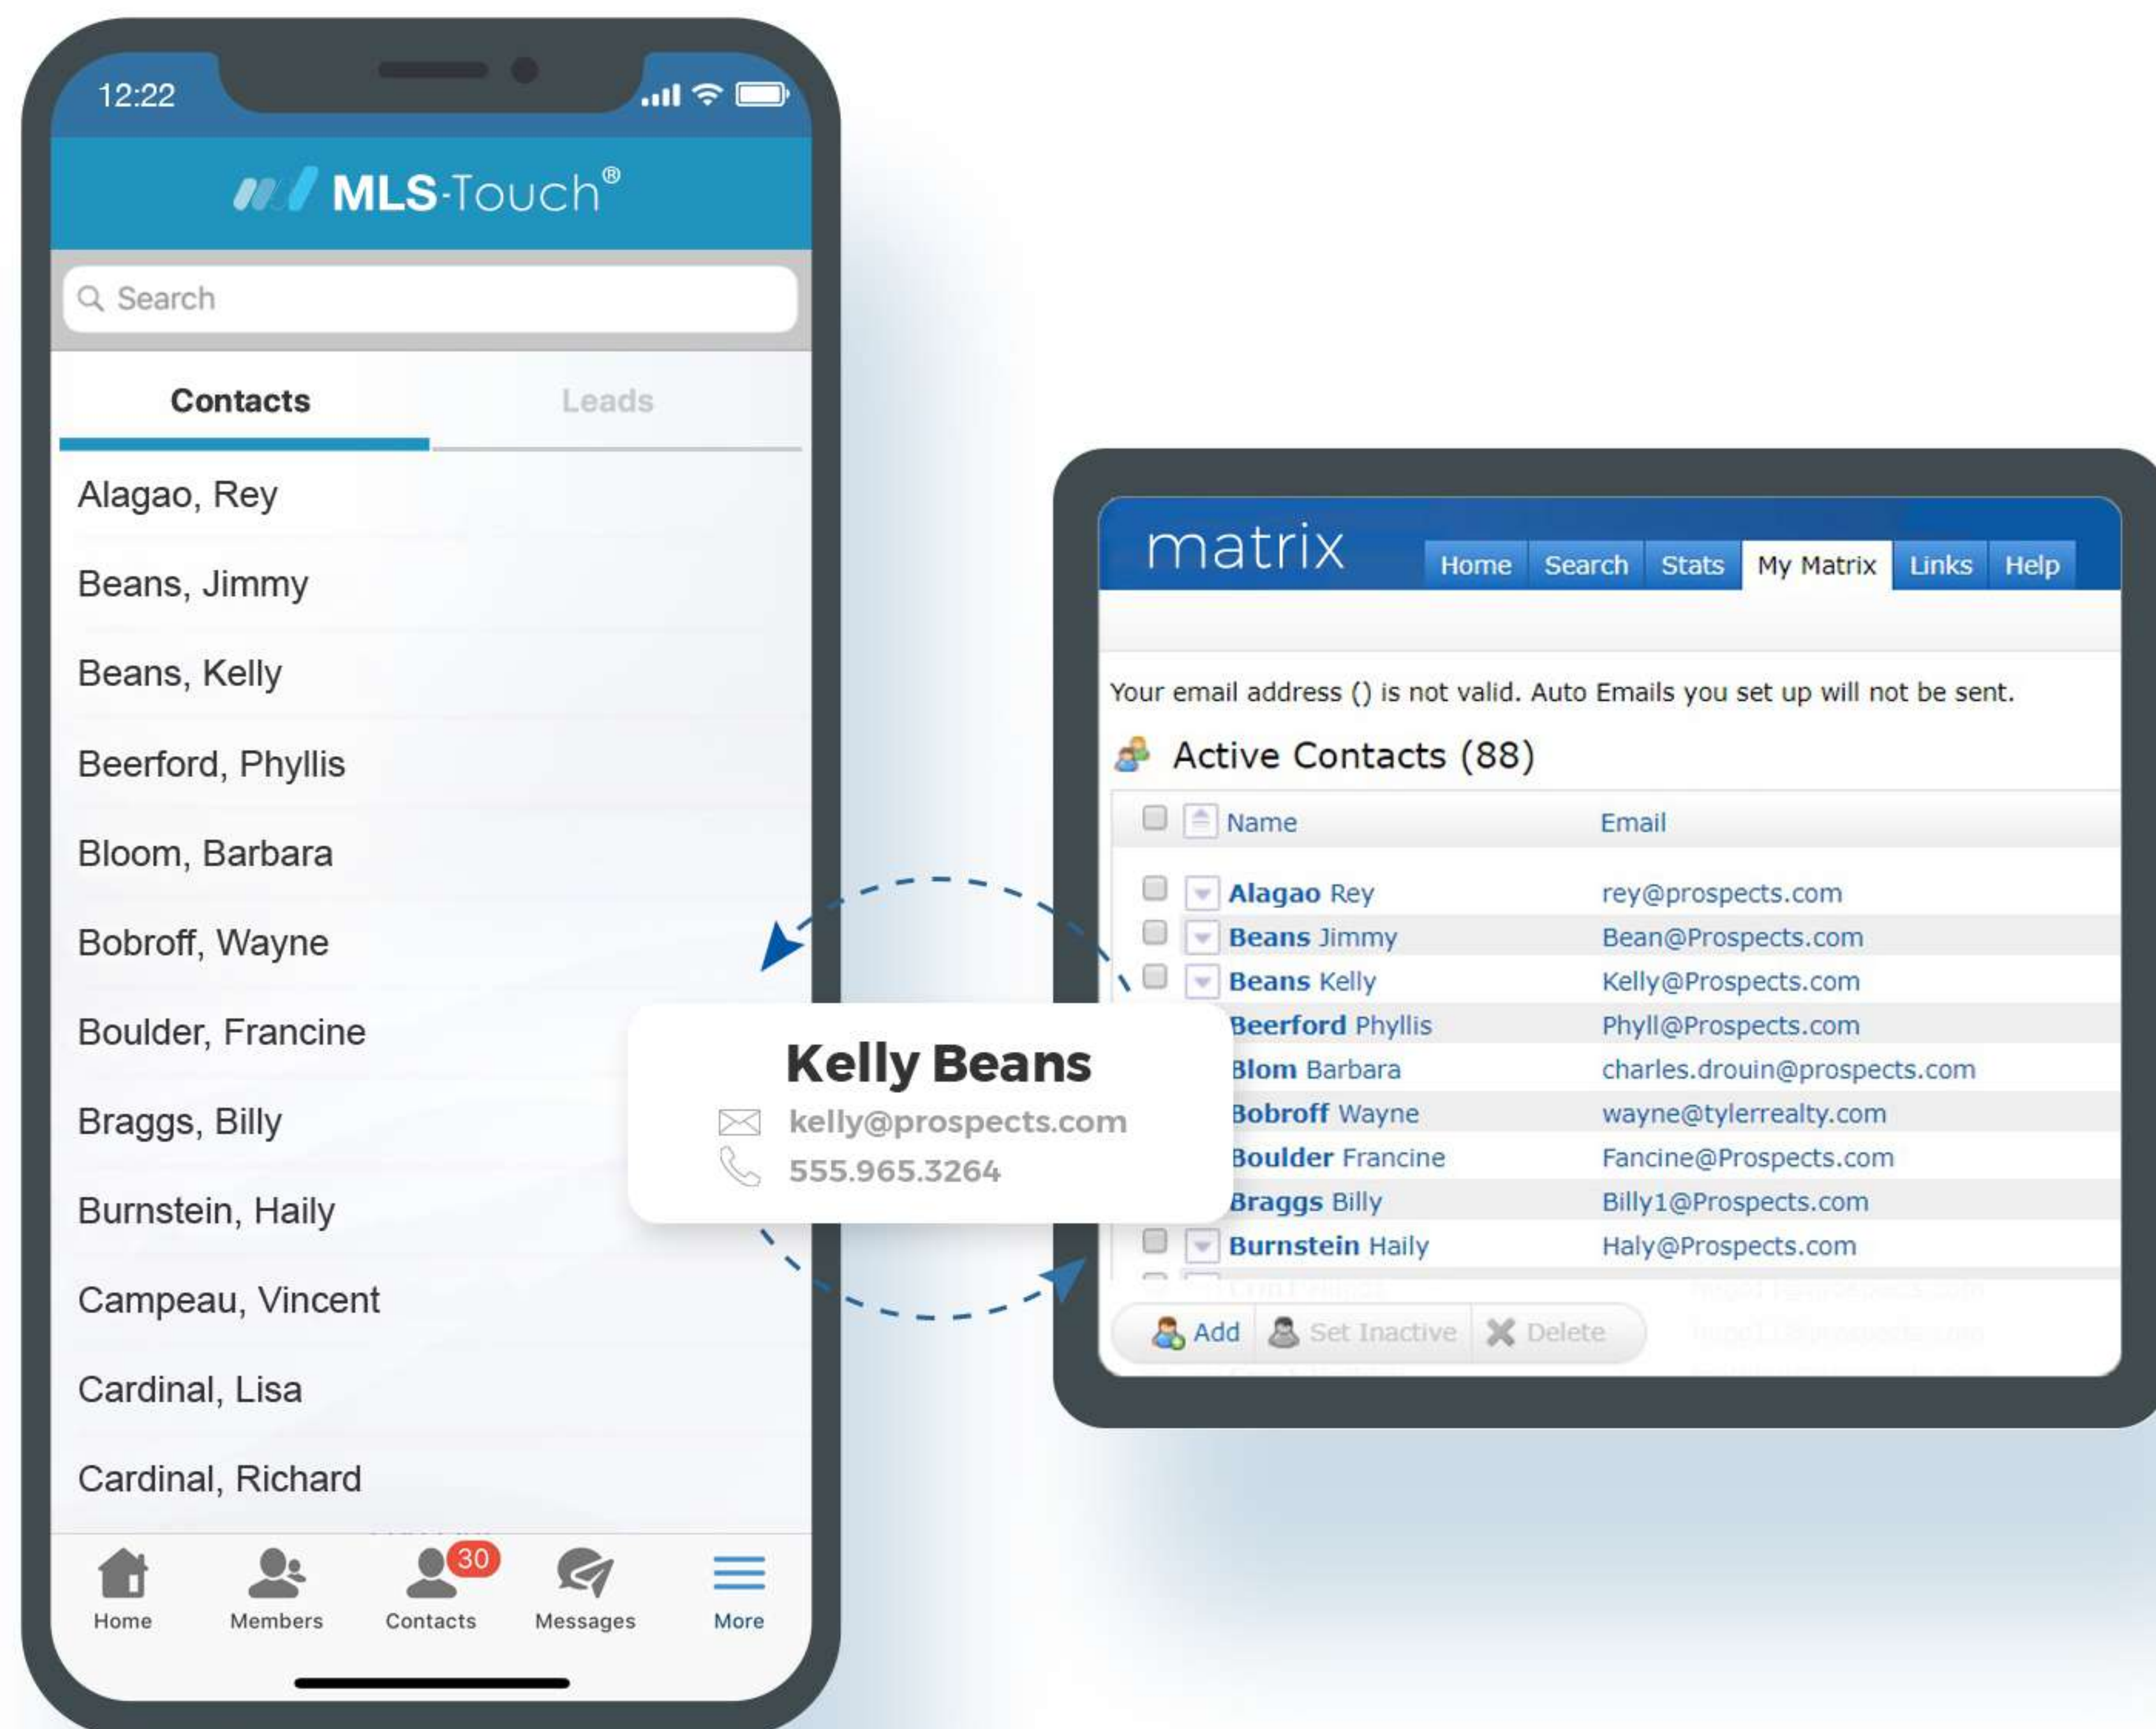 12:22
MLS-Touch®
Search
Contacts Leads
Alagao, Rey
Beans, Jimmy
Beans, Kelly
Beerford, Phyllis
Bloom, Barbara
Bobroff, Wayne
Boulder, Francine
Braggs, Billy
Burnstein, Haily
Campeau, Vincent
Cardinal, Lisa
Cardinal, Richard
30
Home Members Contacts Messages More
Kelly Beans
kelly@prospects.com
555.965.3264
matrix
Home Search Stats My Matrix Links Help
Your email address () is not valid. Auto Emails you set up will not be sent.
Active Contacts (88)
Name Email
Alagao Rey rey@prospects.com
Beans Jimmy Bean@Prospects.com
Beans Kelly Kelly@Prospects.com
Beerford Phyllis Phyll@Prospects.com
Blom Barbara charles.drouin@prospects.com
Bobroff Wayne wayne@tylerrealty.com
Boulder Francine Fancine@Prospects.com
Braggs Billy Billy1@Prospects.com
Burnstein Haily Haly@Prospects.com
Add Set Inactive Delete